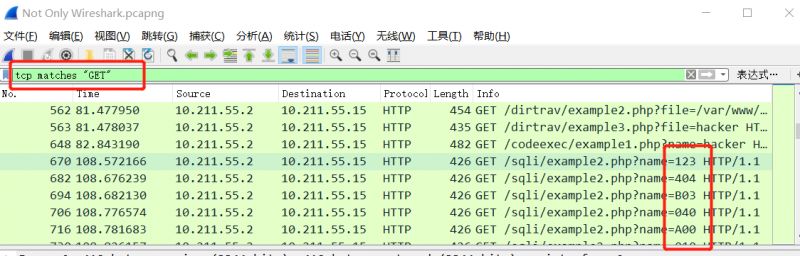 Not Only Wireshark.pcapng
文件(F) 编辑(E) 视图(V) 跳转(G) 捕获(C) 分析(A) 统计(S) 电话(Y) 无线(W) 工具(T) 帮助(H)
tcp matches "GET" 表达式…
No. Time Source Destination Protocol Length Info
562 81.477950 10.211.55.2 10.211.55.15 HTTP 454 GET /dirtrav/example2.php?file=/var/www/…
563 81.478037 10.211.55.2 10.211.55.15 HTTP 435 GET /dirtrav/example3.php?file=hacker HT…
648 82.843190 10.211.55.2 10.211.55.15 HTTP 482 GET /codeexec/example1.php?name=hacker H…
670 108.572166 10.211.55.2 10.211.55.15 HTTP 426 GET /sqli/example2.php?name=123 HTTP/1.1
682 108.676239 10.211.55.2 10.211.55.15 HTTP 426 GET /sqli/example2.php?name=404 HTTP/1.1
694 108.682130 10.211.55.2 10.211.55.15 HTTP 426 GET /sqli/example2.php?name=B03 HTTP/1.1
706 108.776574 10.211.55.2 10.211.55.15 HTTP 426 GET /sqli/example2.php?name=040 HTTP/1.1
716 108.781683 10.211.55.2 10.211.55.15 HTTP 426 GET /sqli/example2.php?name=A00 HTTP/1.1